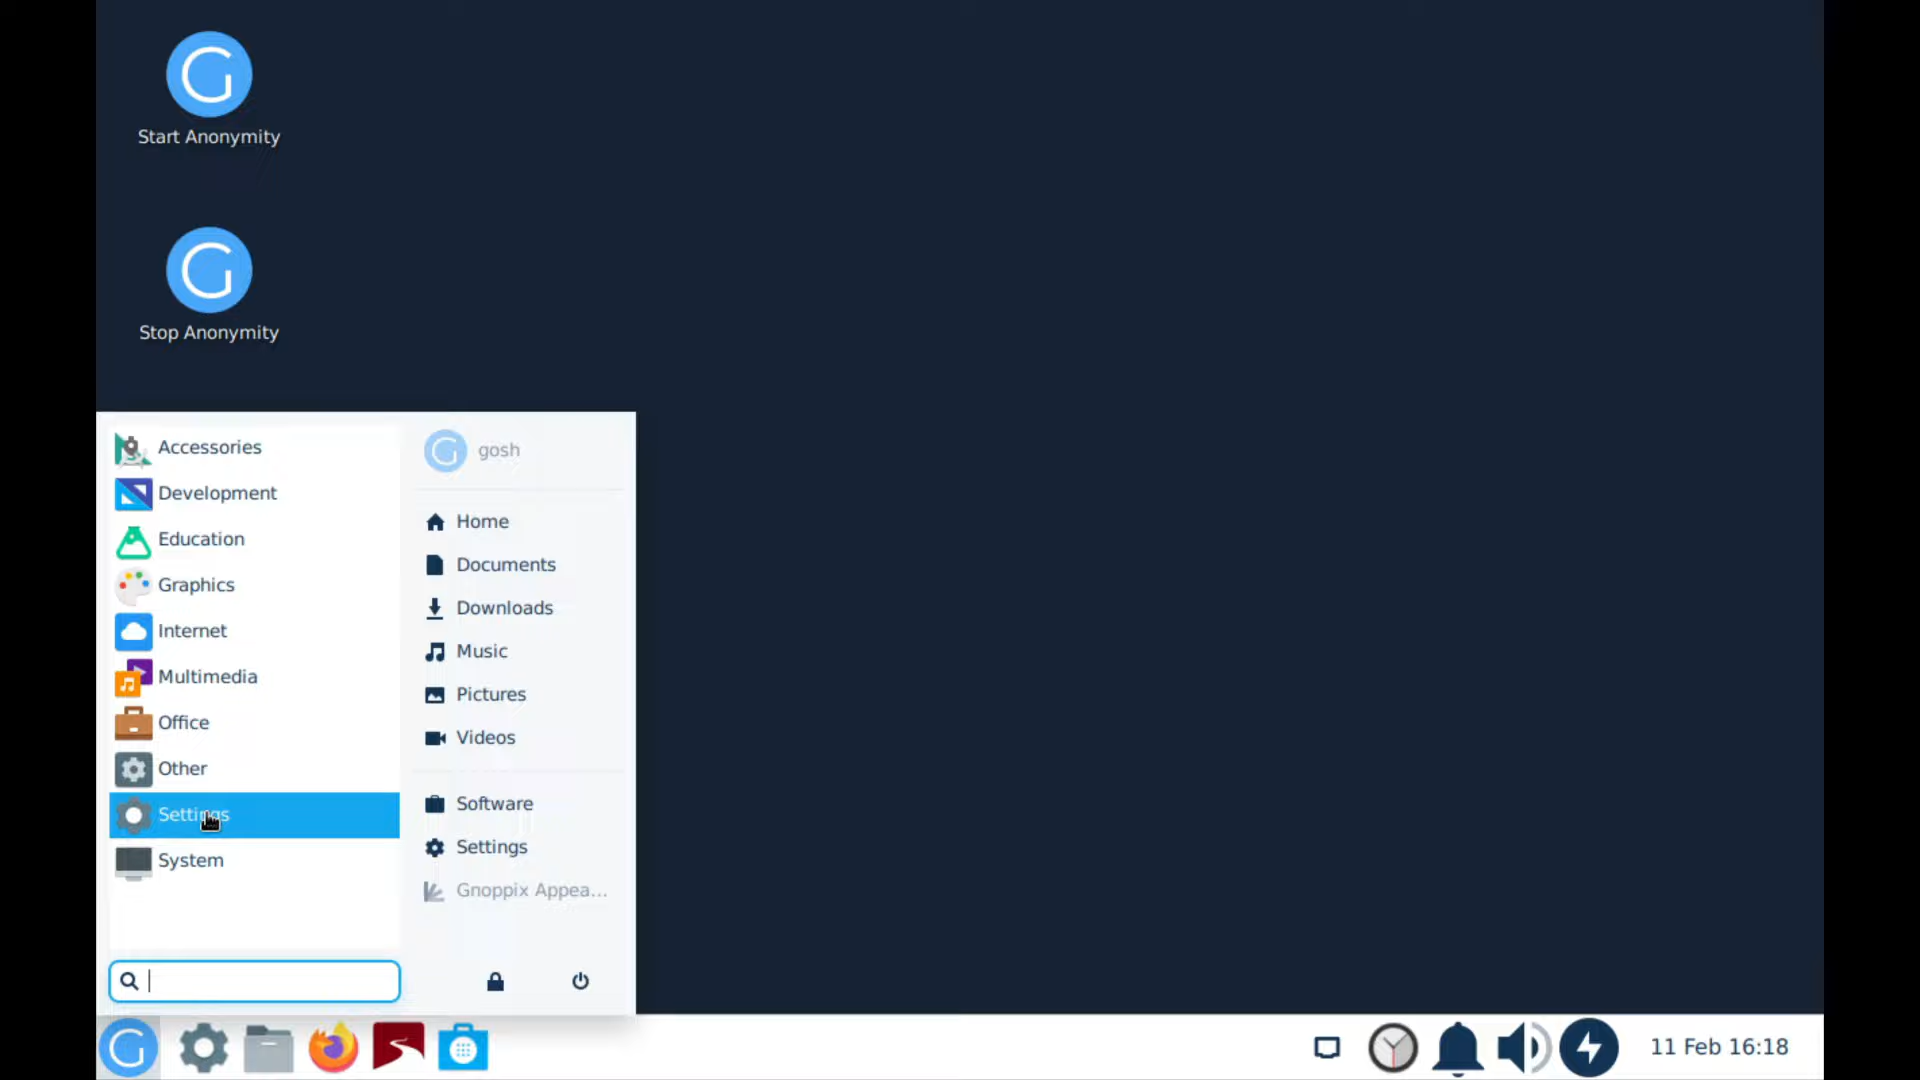 Start Anonymity
Stop Anonymity
Accessories
Development
Education
Graphics
Internet
Multimedia
Office
Other
Settings
System
gosh
Home
Documents
Downloads
Music
Pictures
Videos
Software
Settings
Gnoppix Appea...
11 Feb 16:18